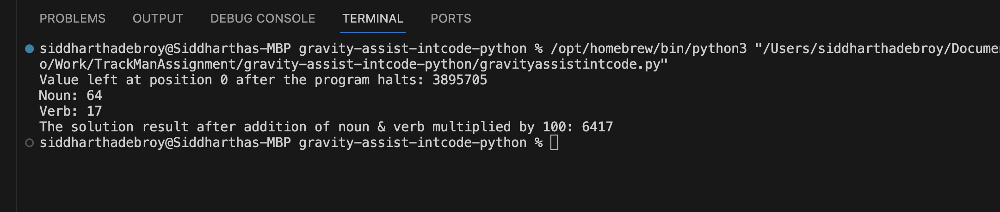 PROBLEMS OUTPUT DEBUG CONSOLE TERMINAL PORTS
siddharthadebroy@Siddharthas-MBP gravity-assist-intcode-python % /opt/homebrew/bin/python3 "/Users/siddharthadebroy/Docume
o/Work/TrackManAssignment/gravity-assist-intcode-python/gravityassistintcode.py"
Value left at position 0 after the program halts: 3895705
Noun: 64
Verb: 17
The solution result after addition of noun & verb multiplied by 100: 6417
siddharthadebroy@Siddharthas-MBP gravity-assist-intcode-python %